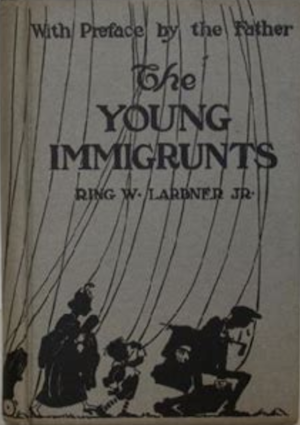 With Preface by the Father
The
YOUNG
IMMIGRUNTS
RING W. LARDNER JR.